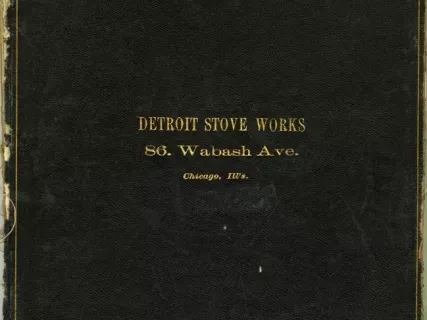 DETROIT STOVE WORKS
86. Wabash Ave.
Chicago, Ill's.